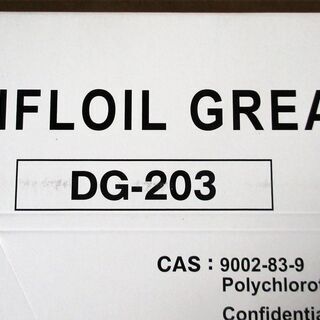 IFLOIL GREA
DG-203
CAS : 9002-83-9
Polychlorot
Confidential